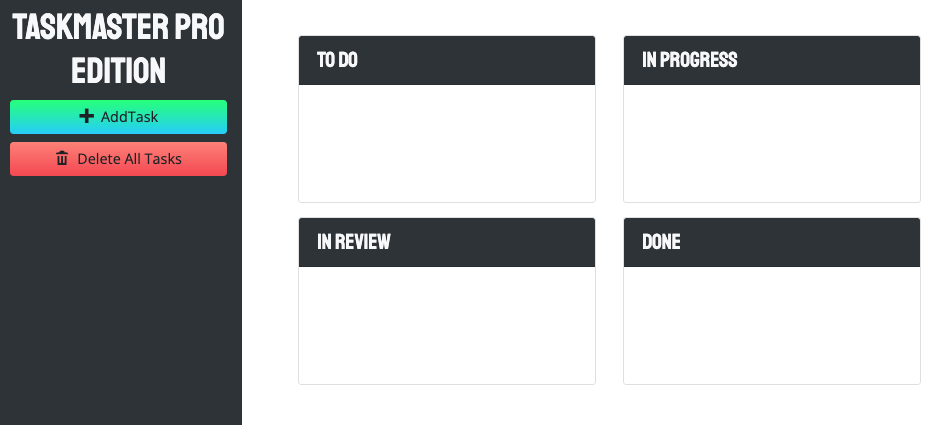 TASKMASTER PRO
EDITION
AddTask
Delete All Tasks
TO DO
IN PROGRESS
IN REVIEW
DONE